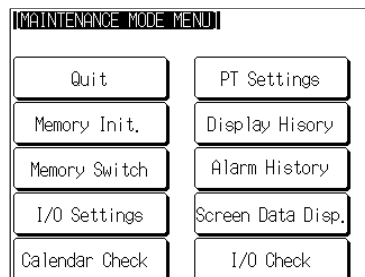 [MAINTENANCE MODE MENU]
Quit
PT Settings
Memory Init.
Display Hisory
Memory Switch
Alarm History
I/O Settings
Screen Data Disp.
Calendar Check
I/O Check